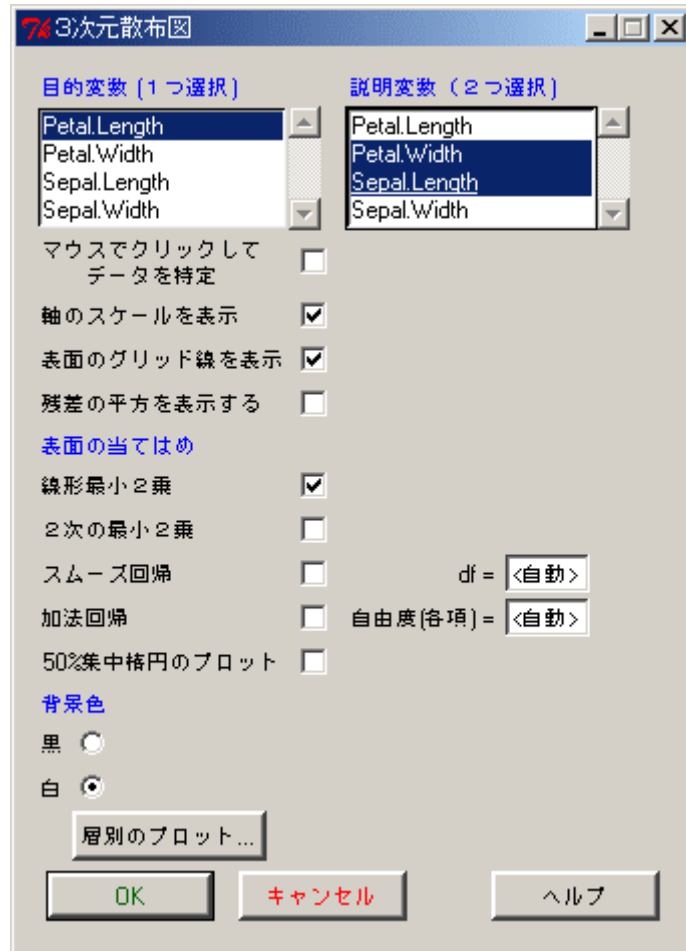 3次元散布図
目的変数 (1つ選択)
説明変数（２つ選択)
Petal.Length
Petal.Width
Sepal.Length
Sepal.Width
Petal.Length
Petal.Width
Sepal.Length
Sepal.Width
マウスでクリックして
データを特定
軸のスケールを表示
表面のグリッド線を表示
残差の平方を表示する
表面の当てはめ
線形最小２乗
２次の最小２乗
スムーズ回帰 df = <自動>
加法回帰 自由度(各項) = <自動>
50%集中楕円のプロット
背景色
黒
白
層別のプロット...
OK キャンセル ヘルプ